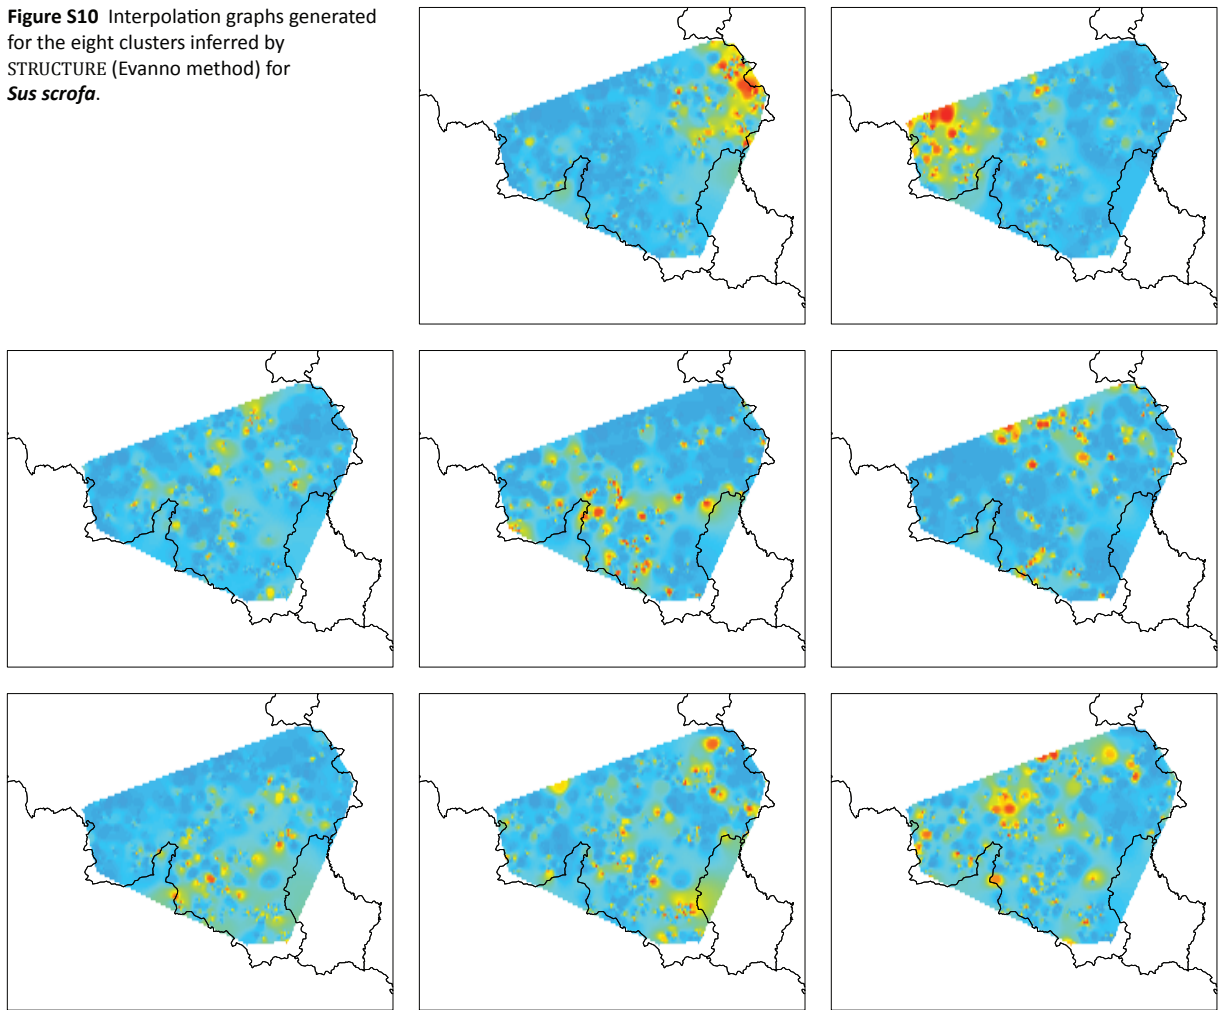 Figure S10 Interpolation graphs generated
for the eight clusters inferred by
STRUCTURE (Evanno method) for
Sus scrofa.